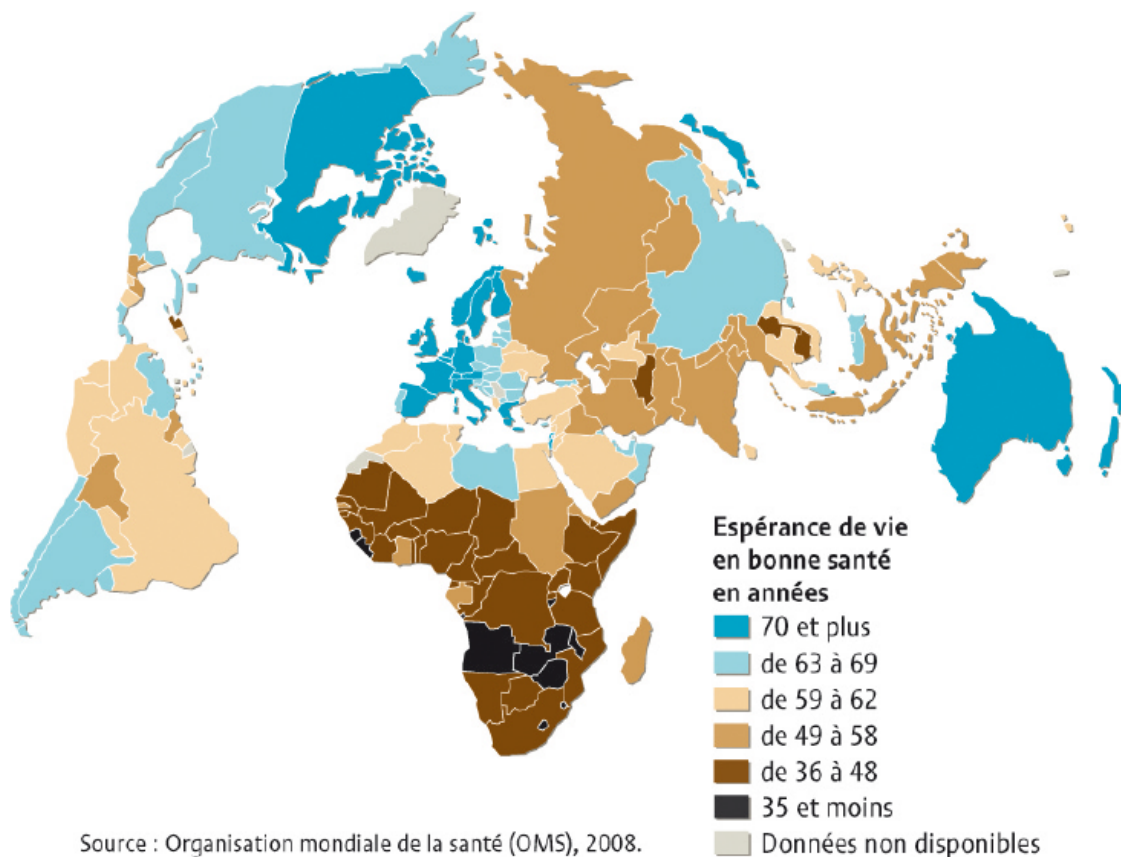 Espérance de vie
en bonne santé
en années
70 et plus
de 63 à 69
de 59 à 62
de 49 à 58
de 36 à 48
35 et moins
Données non disponibles
Source : Organisation mondiale de la santé (OMS), 2008.